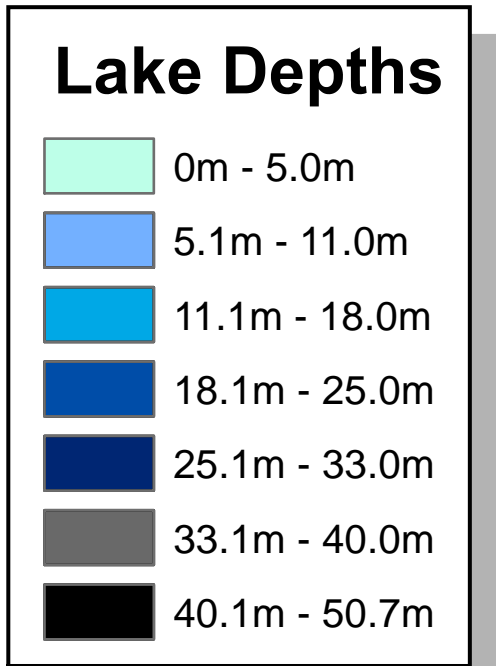 Lake Depths
0m - 5.0m
5.1m - 11.0m
11.1m - 18.0m
18.1m - 25.0m
25.1m - 33.0m
33.1m - 40.0m
40.1m - 50.7m